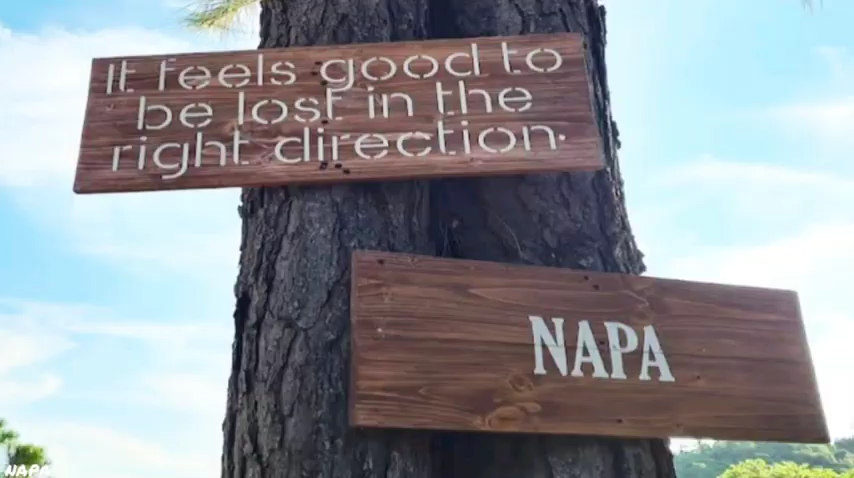 It feels good to
be lost in the
right direction.
NAPA
NAPA